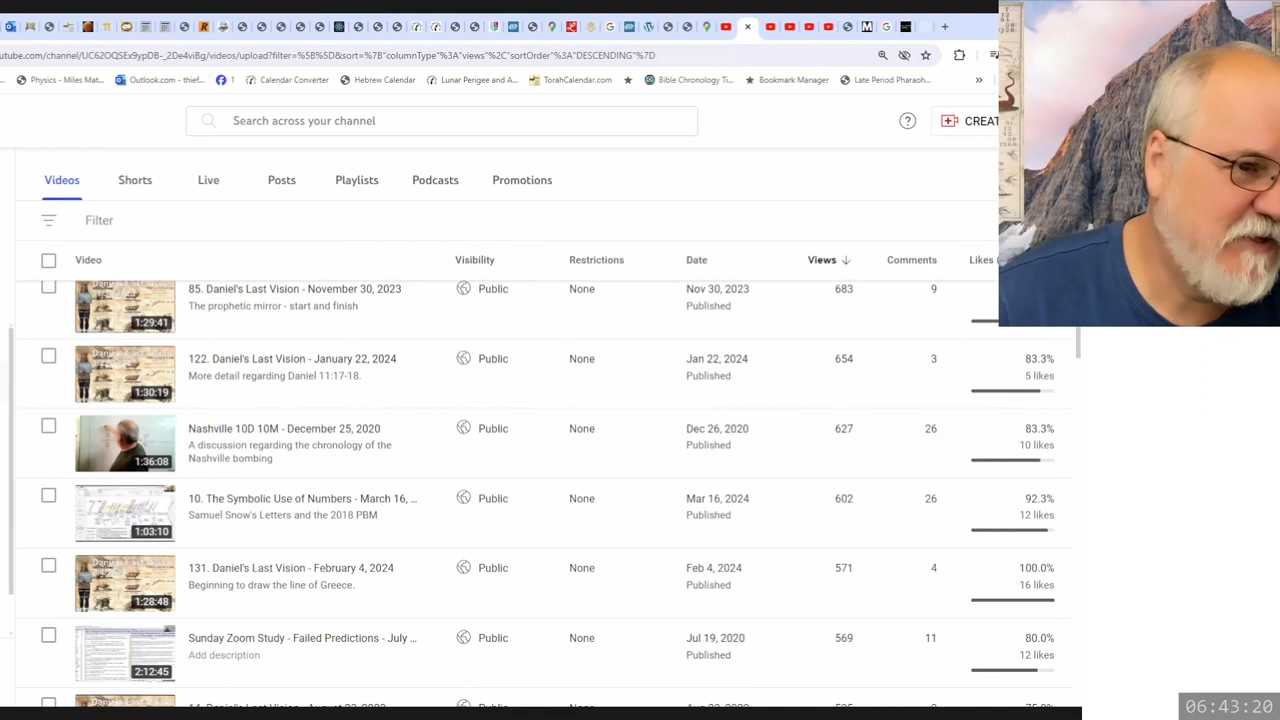 utube.com/channel/UC62OQSEx9ypDB-_2De4viBg/videos/upload?filter=%5B%5D&sort=%7B"columnType"%3A"views"%2C"sortOrder"%3A"DESCENDING"%7D
Physics - Miles Mat...
Outlook.com - thief...
1
Calendar Converter
Hebrew Calendar
Lunar Perigee and A...
TorahCalendar.com
Bible Chronology Ti...
Bookmark Manager
Late Period Pharaoh...
Search across your channel
CREAT
Videos Shorts Live Posts Playlists Podcasts Promotions
Filter
Video Visibility Restrictions Date Views Comments Likes
85. Daniel's Last Vision - November 30, 2023 Public None Nov 30, 2023 683 9
The prophetic mirror - start and finish Published
1:29:41
122. Daniel's Last Vision - January 22, 2024 Public None Jan 22, 2024 654 3 83.3%
More detail regarding Daniel 11:17-18. Published 5 likes
1:30:19
Nashville 10D 10M - December 25, 2020 Public None Dec 26, 2020 627 26 83.3%
A discussion regarding the chronology of the Published 10 likes
Nashville bombing
1:36:08
10. The Symbolic Use of Numbers - March 16, ... Public None Mar 16, 2024 602 26 92.3%
Samuel Snow's Letters and the 2018 PBM Published 12 likes
1:03:10
131. Daniel's Last Vision - February 4, 2024 Public None Feb 4, 2024 571 4 100.0%
Beginning to draw the line of Greece. Published 16 likes
1:28:48
Sunday Zoom Study - Failed Predictions - July ... Public None Jul 19, 2020 569 11 80.0%
Add description Published 12 likes
2:12:45
06:43:20